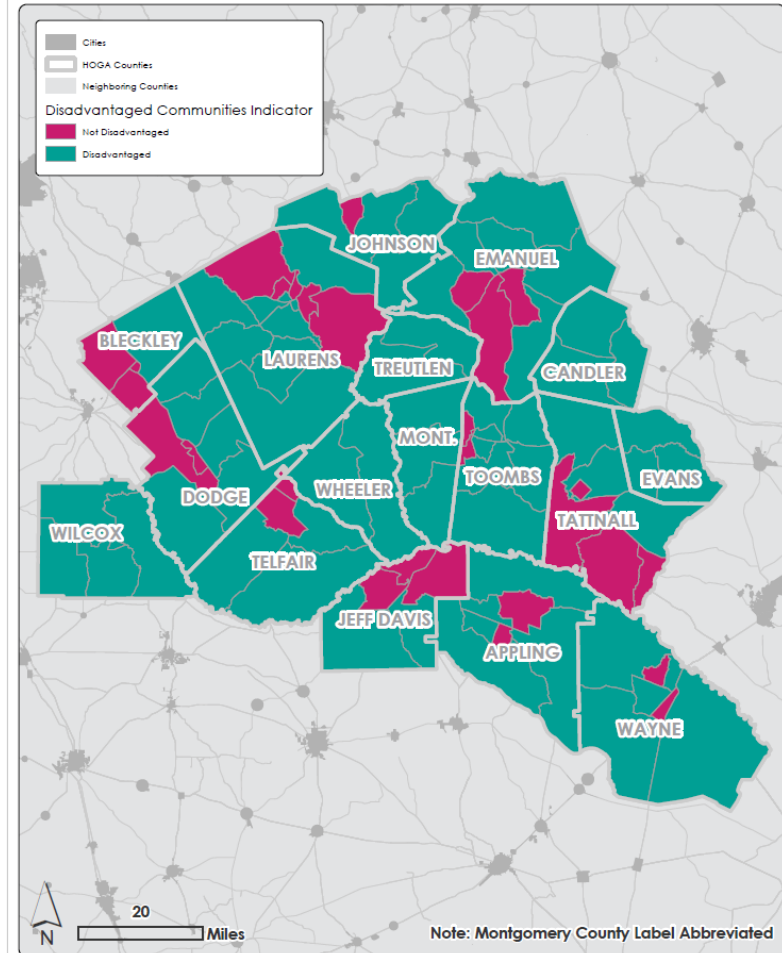 Cities
HOGA Counties
Neighboring Counties
Disadvantaged Communities Indicator
Not Disadvantaged
Disadvantaged
JOHNSON
EMANUEL
BLECKLEY
LAURENS
TREUTLEN
CANDLER
MONT.
TOOMBS
EVANS
DODGE
WHEELER
TATTNALL
WILCOX
TELFAIR
JEFF DAVIS
APPLING
WAYNE
20
Miles
N
Note: Montgomery County Label Abbreviated